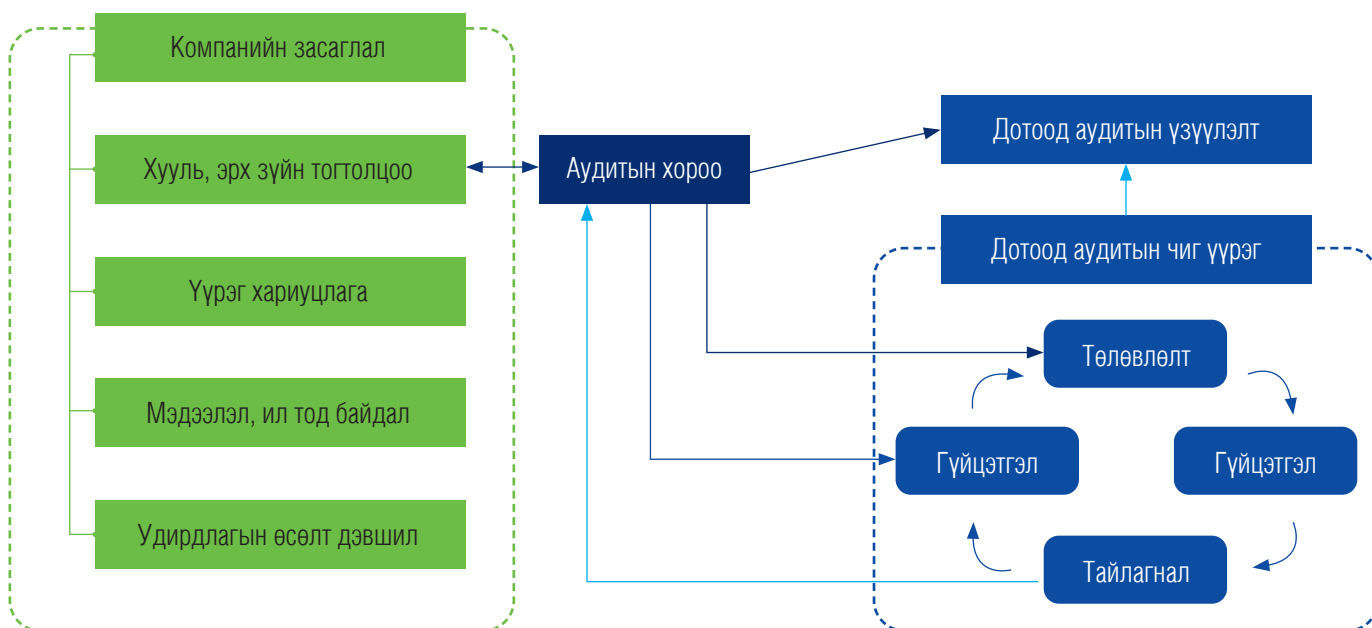 Компанийн засаглал
Хууль, эрх зүйн тогтолцоо
Үүрэг хариуцлага
Мэдээлэл, ил тод байдал
Удирдлагын өсөлт дэвшил
Аудитын хороо
Дотоод аудитын үзүүлэлт
Дотоод аудитын чиг үүрэг
Төлөвлөлт
Гүйцэтгэл
Гүйцэтгэл
Тайлагнал